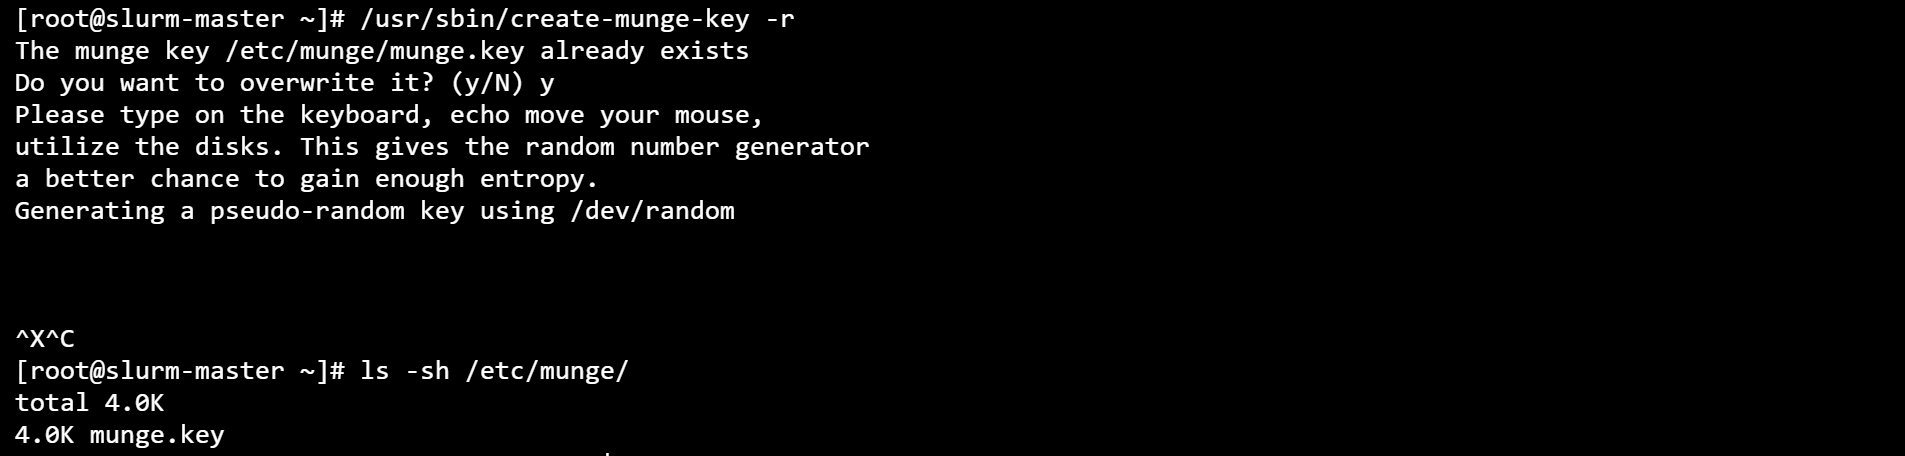 [root@slurm-master ~]# /usr/sbin/create-munge-key -r
The munge key /etc/munge/munge.key already exists
Do you want to overwrite it? (y/N) y
Please type on the keyboard, echo move your mouse,
utilize the disks. This gives the random number generator
a better chance to gain enough entropy.
Generating a pseudo-random key using /dev/random
^X^C
[root@slurm-master ~]# ls -sh /etc/munge/
total 4.0K
4.0K munge.key